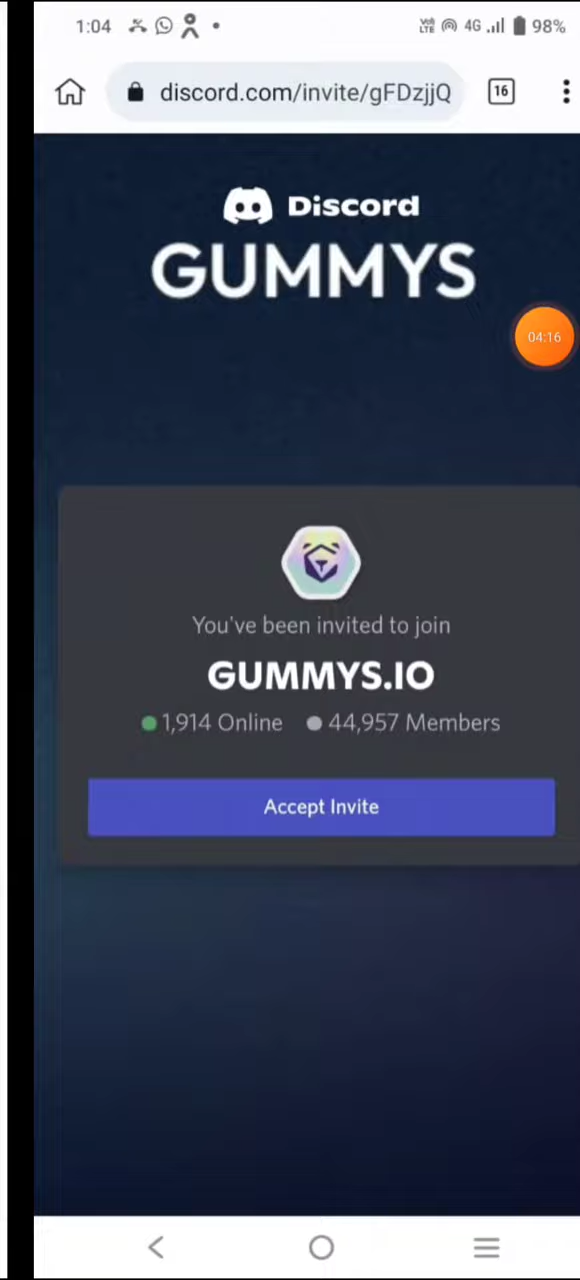 1:04 4G 98%
discord.com/invite/gFDzjjQ 16
Discord
GUMMYS
04:16
You've been invited to join
GUMMYS.IO
1,914 Online 44,957 Members
Accept Invite